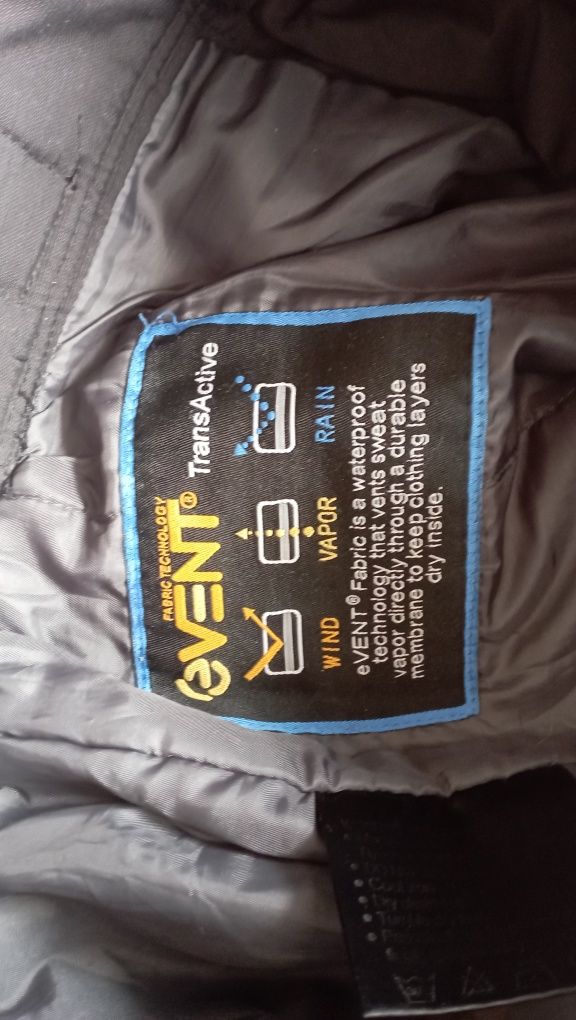 FABRIC TECHNOLOGY
eVENT® TransActive
WIND VAPOR RAIN
eVENT® Fabric is a waterproof
technology that vents sweat
vapor directly through a durable
membrane to keep clothing layers
dry inside.